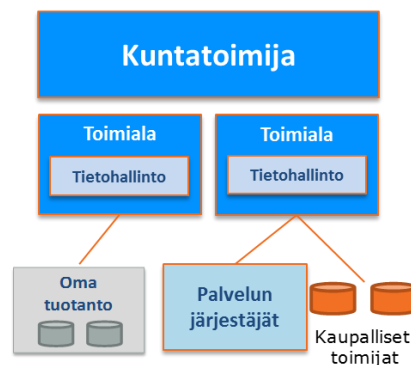 Kuntatoimija
Toimiala
Toimiala
Tietohallinto
Tietohallinto
Oma
tuotanto
Palvelun
järjestäjät
Kaupalliset
toimijat